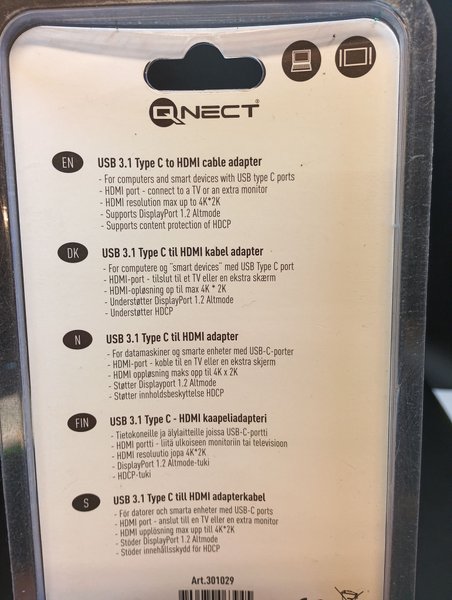 QNECT®
EN
USB 3.1 Type C to HDMI cable adapter
- For computers and smart devices with USB type C ports
- HDMI port - connect to a TV or an extra monitor
- HDMI resolution max up to 4K*2K
- Supports DisplayPort 1.2 Altmode
- Supports content protection of HDCP
DK
USB 3.1 Type C til HDMI kabel adapter
- For computere og "smart devices" med USB Type C port
- HDMI-port - tilslut til et TV eller en ekstra skærm
- HDMI-opløsning op til max 4K * 2K
- Understøtter DisplayPort 1.2 Altmode
- Understøtter HDCP
N
USB 3.1 Type C til HDMI adapter
- For datamaskiner og smarte enheter med USB-C-porter
- HDMI-port - koble til en TV eller en ekstra skjerm
- HDMI oppløsning maks opp til 4K x 2K
- Støtter Displayport 1.2 Altmode
- Støtter innholdsbeskyttelse HDCP
FIN
USB 3.1 Type C - HDMI kaapeliadapteri
- Tietokoneille ja älylaitteille joissa USB-C-portti
- HDMI portti - liitä ulkoiseen monitoriin tai televisioon
- HDMI resoluutio jopa 4K*2K
- DisplayPort 1.2 Altmode-tuki
- HDCP-tuki
S
USB 3.1 Type C till HDMI adapterkabel
- För datorer och smarta enheter med USB-C ports
- HDMI port - anslut till en TV eller en extra monitor
- HDMI upplösning max upp till 4K*2K
- Stöder DisplayPort 1.2 Altmode
- Stöder innehållsskydd för HDCP
Art.301029